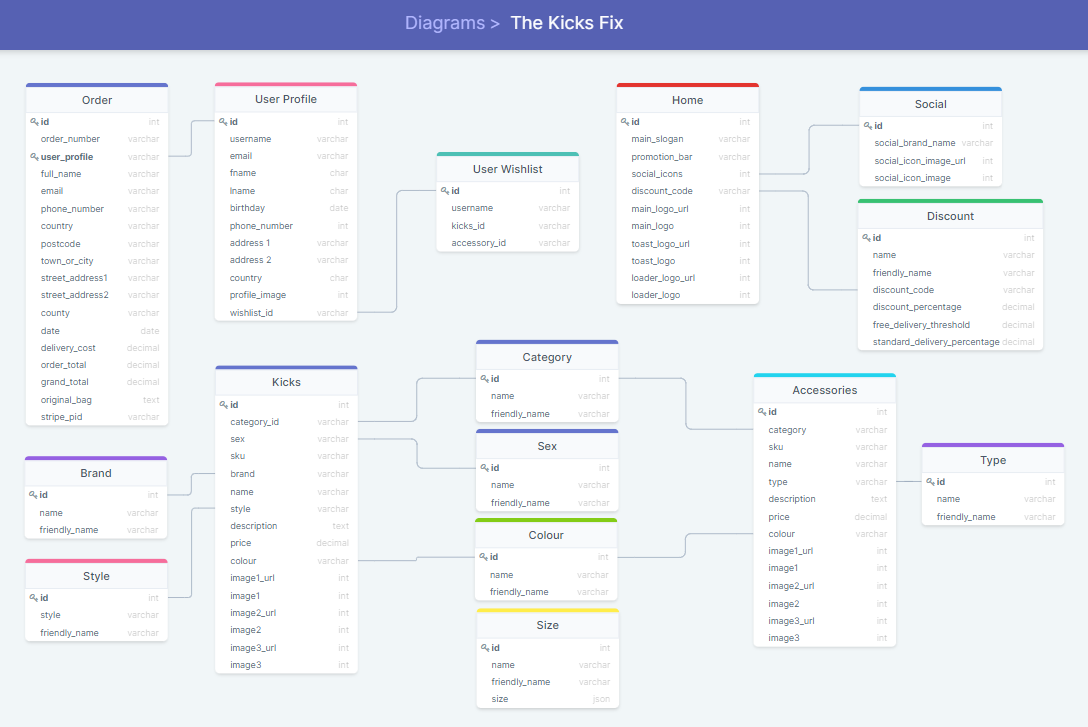 Diagrams > The Kicks Fix
Order
id int
order_number varchar
user_profile varchar
full_name varchar
email varchar
phone_number varchar
country varchar
postcode varchar
town_or_city varchar
street_address1 varchar
street_address2 varchar
county varchar
date date
delivery_cost decimal
order_total decimal
grand_total decimal
original_bag text
stripe_pid varchar
User Profile
id int
username varchar
email varchar
fname char
lname char
birthday date
phone_number int
address 1 varchar
address 2 varchar
country char
profile_image int
wishlist_id varchar
User Wishlist
id int
username varchar
kicks_id varchar
accessory_id varchar
Home
id int
main_slogan varchar
promotion_bar varchar
social_icons int
discount_code varchar
main_logo_url int
main_logo int
toast_logo_url int
toast_logo int
loader_logo_url int
loader_logo int
Social
id int
social_brand_name varchar
social_icon_image_url int
social_icon_image int
Discount
id int
name varchar
friendly_name varchar
discount_code varchar
discount_percentage decimal
free_delivery_threshold decimal
standard_delivery_percentage decimal
Brand
id int
name varchar
friendly_name varchar
Style
id int
style varchar
friendly_name varchar
Kicks
id int
category_id varchar
sex varchar
sku varchar
brand varchar
name varchar
style varchar
description text
price decimal
colour varchar
image1_url int
image1 int
image2_url int
image2 int
image3_url int
image3 int
Category
id int
name varchar
friendly_name varchar
Sex
id int
name varchar
friendly_name varchar
Colour
id int
name varchar
friendly_name varchar
Size
id int
name varchar
friendly_name varchar
size json
Accessories
id int
category varchar
sku varchar
name varchar
type varchar
description text
price decimal
colour varchar
image1_url int
image1 int
image2_url int
image2 int
image3_url int
image3 int
Type
id int
name varchar
friendly_name varchar